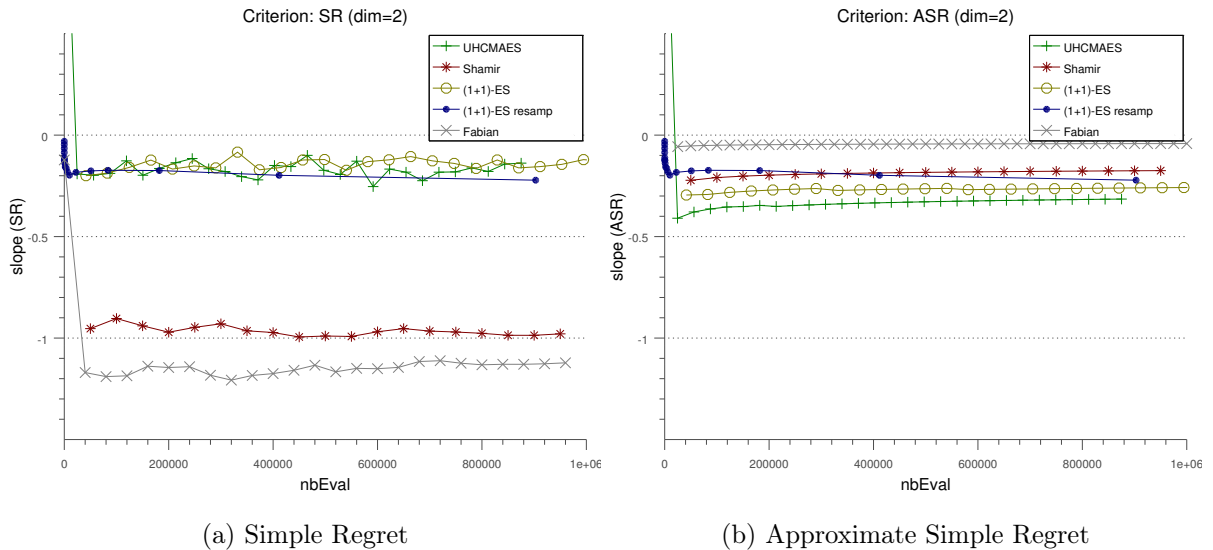 Criterion: SR (dim=2)
UHCMAES
Shamir
(1+1)-ES
(1+1)-ES resamp
Fabian
0
-0.5
-1
slope (SR)
0
200000
400000
600000
800000
1e+06
nbEval
(a) Simple Regret
Criterion: ASR (dim=2)
UHCMAES
Shamir
(1+1)-ES
(1+1)-ES resamp
Fabian
0
-0.5
-1
slope (ASR)
0
200000
400000
600000
800000
1e+06
nbEval
(b) Approximate Simple Regret